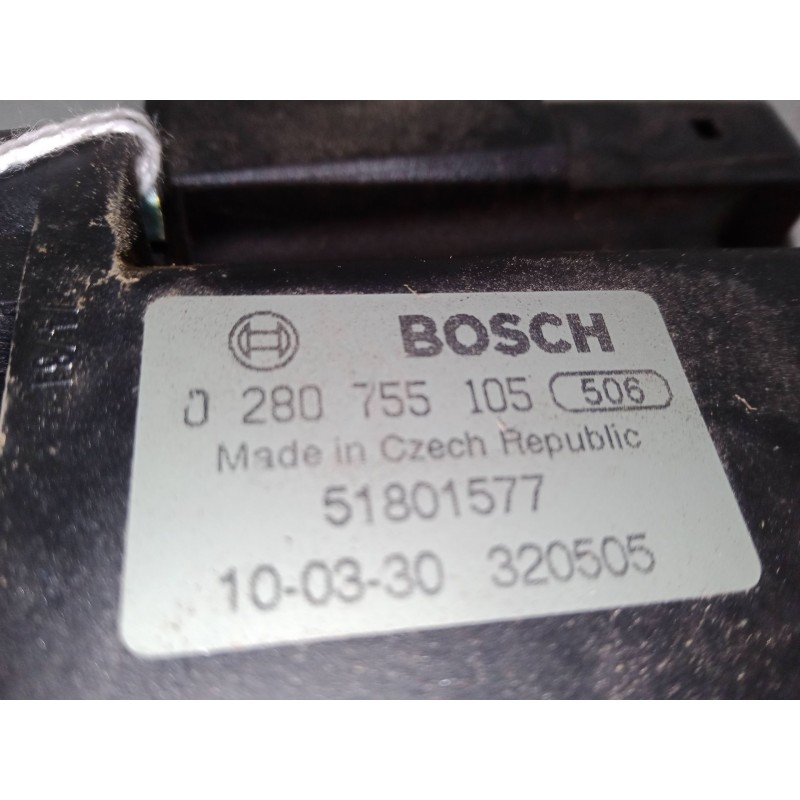 BOSCH
0 280 755 105 506
Made in Czech Republic
51801577
10-03-30 320505